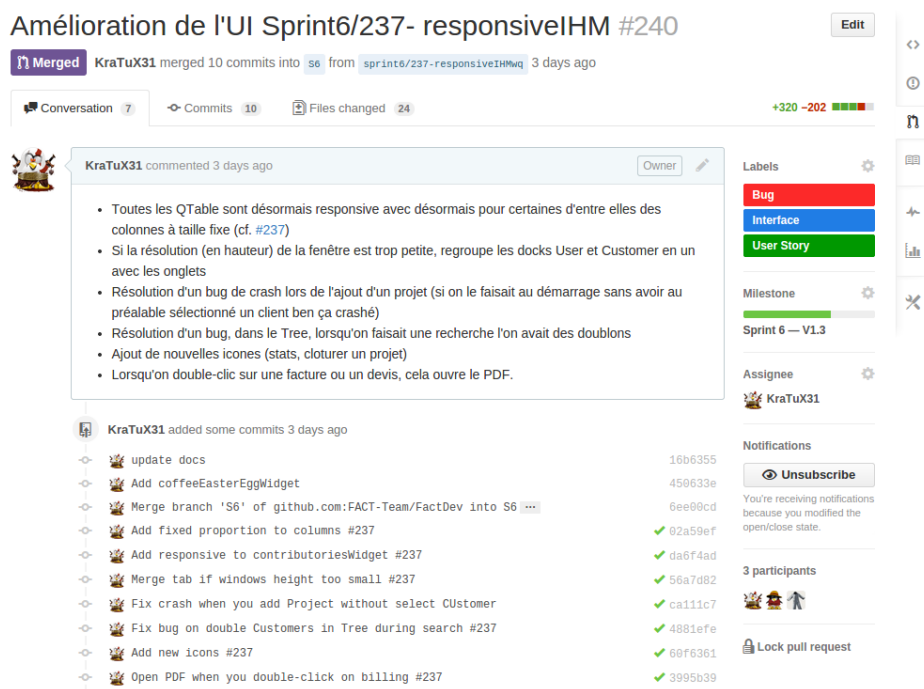 Amélioration de l'UI Sprint6/237- responsiveIHM #240
Edit
Merged KraTuX31 merged 10 commits into S6 from sprint6/237-responsiveIHMwq 3 days ago
Conversation 7 Commits 10 Files changed 24 +320 −202
KraTuX31 commented 3 days ago Owner
Toutes les QTable sont désormais responsive avec désormais pour certaines d'entre elles des
colonnes à taille fixe (cf. #237)
Si la résolution (en hauteur) de la fenêtre est trop petite, regroupe les docks User et Customer en un
avec les onglets
Résolution d'un bug de crash lors de l'ajout d'un projet (si on le faisait au démarrage sans avoir au
préalable sélectionné un client ben ça crashé)
Résolution d'un bug, dans le Tree, lorsqu'on faisait une recherche l'on avait des doublons
Ajout de nouvelles icones (stats, cloturer un projet)
Lorsqu'on double-clic sur une facture ou un devis, cela ouvre le PDF.
KraTuX31 added some commits 3 days ago
update docs 16b6355
Add coffeeEasterEggWidget 450633e
Merge branch 'S6' of github.com:FACT-Team/FactDev into S6 … 6ee00cd
Add fixed proportion to columns #237 02a59ef
Add responsive to contributoriesWidget #237 da6f4ad
Merge tab if windows height too small #237 56a7d82
Fix crash when you add Project without select CUstomer ca111c7
Fix bug on double Customers in Tree during search #237 4881efe
Add new icons #237 60f6361
Open PDF when you double-click on billing #237 3995b39
Labels
Bug
Interface
User Story
Milestone
Sprint 6 — V1.3
Assignee
KraTuX31
Notifications
Unsubscribe
You're receiving notifications
because you modified the
open/close state.
3 participants
Lock pull request